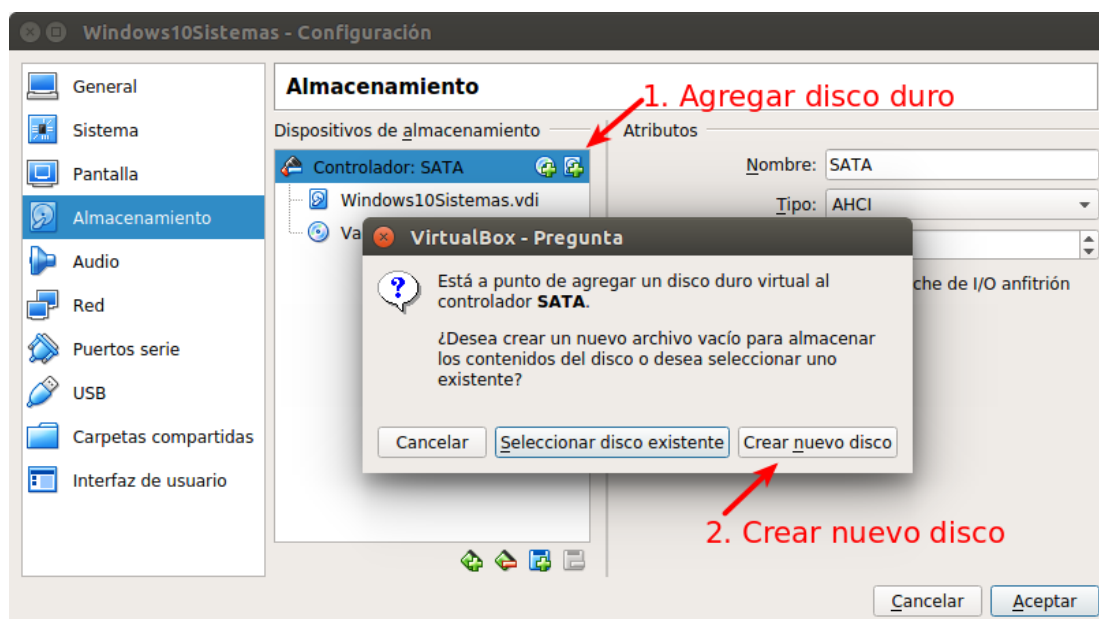 Windows10Sistemas - Configuración
General
Sistema
Pantalla
Almacenamiento
Audio
Red
Puertos serie
USB
Carpetas compartidas
Interfaz de usuario
Almacenamiento
1. Agregar disco duro
Dispositivos de almacenamiento
Controlador: SATA
Windows10Sistemas.vdi
Va
Atributos
Nombre: SATA
Tipo: AHCI
che de I/O anfitrión
VirtualBox - Pregunta
Está a punto de agregar un disco duro virtual al
controlador SATA.
¿Desea crear un nuevo archivo vacío para almacenar
los contenidos del disco o desea seleccionar uno
existente?
Cancelar Seleccionar disco existente Crear nuevo disco
2. Crear nuevo disco
Cancelar Aceptar